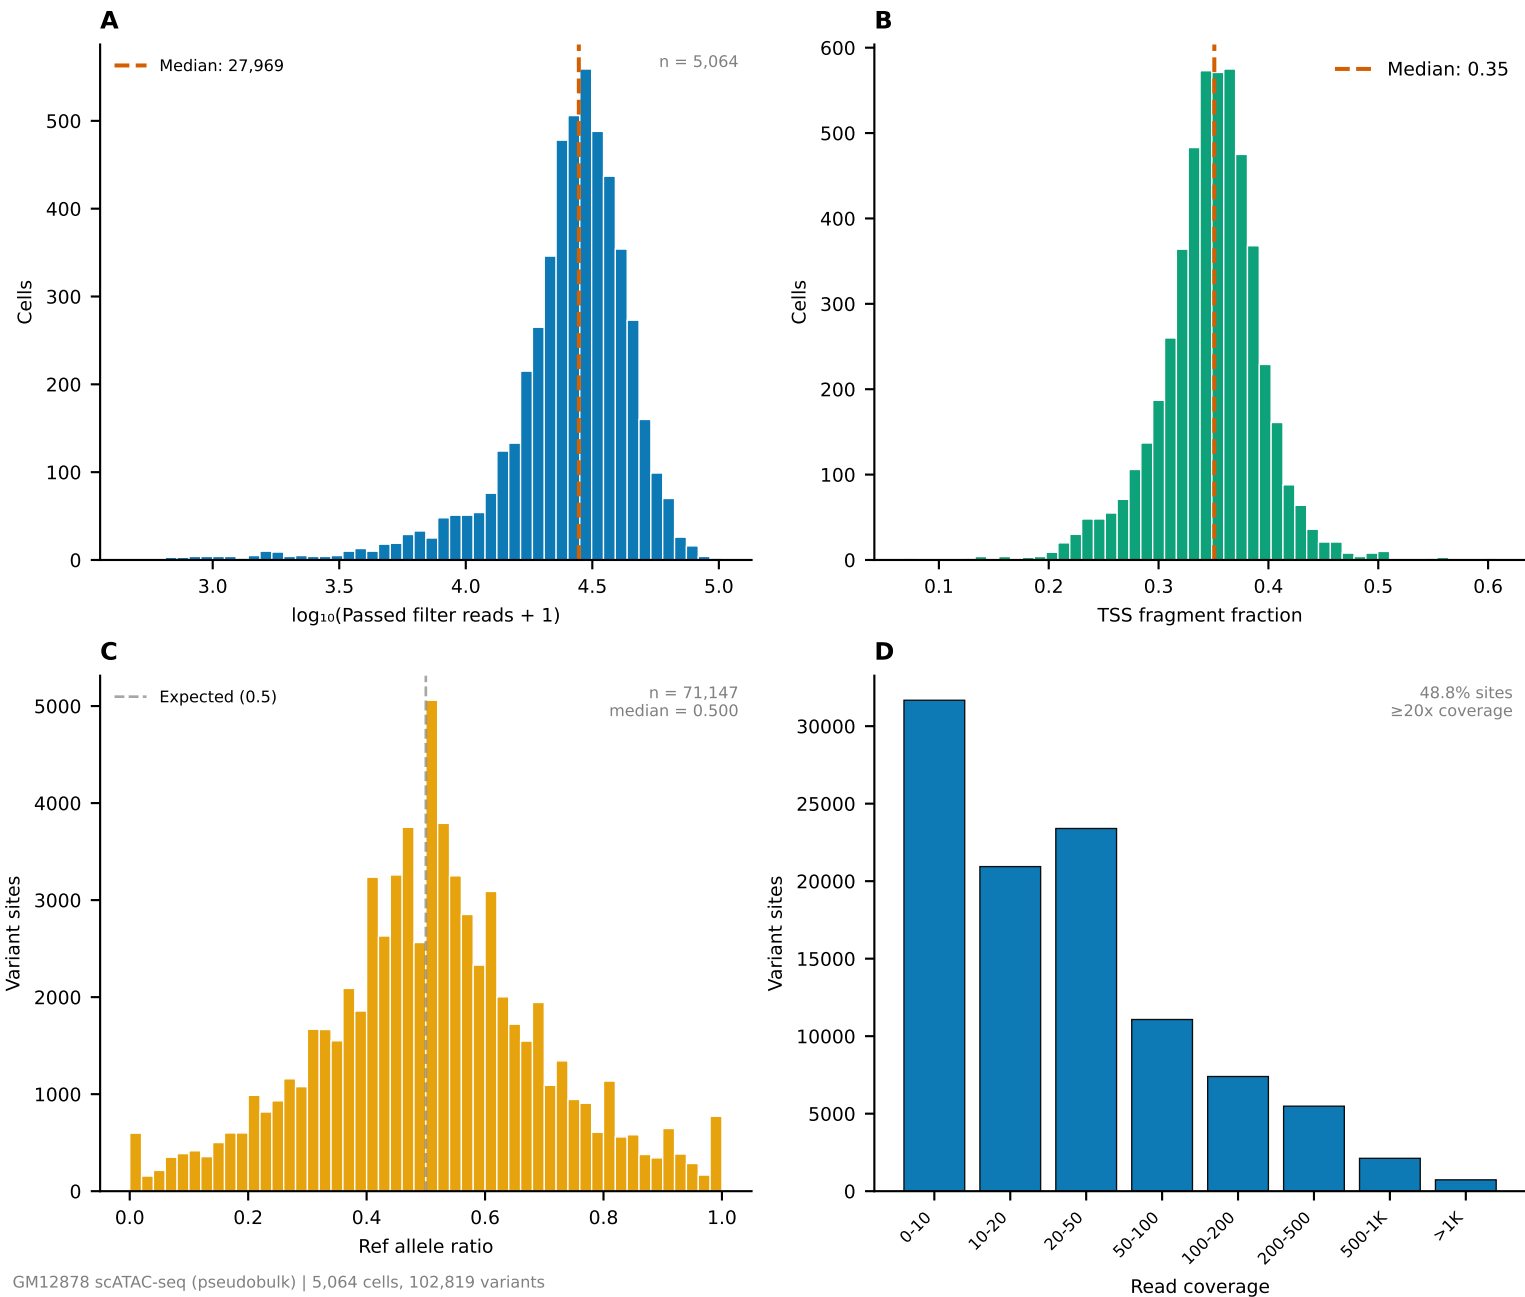 A
Median: 27,969
n = 5,064
Cells
500
400
300
200
100
0
3.0 3.5 4.0 4.5 5.0
log₁₀(Passed filter reads + 1)
B
Median: 0.35
Cells
600
500
400
300
200
100
0
0.1 0.2 0.3 0.4 0.5 0.6
TSS fragment fraction
C
Expected (0.5)
n = 71,147
median = 0.500
Variant sites
5000
4000
3000
2000
1000
0
0.0 0.2 0.4 0.6 0.8 1.0
Ref allele ratio
D
48.8% sites
≥20x coverage
Variant sites
30000
25000
20000
15000
10000
5000
0
0-10 10-20 20-50 50-100 100-200 200-500 500-1K >1K
Read coverage
GM12878 scATAC-seq (pseudobulk) | 5,064 cells, 102,819 variants